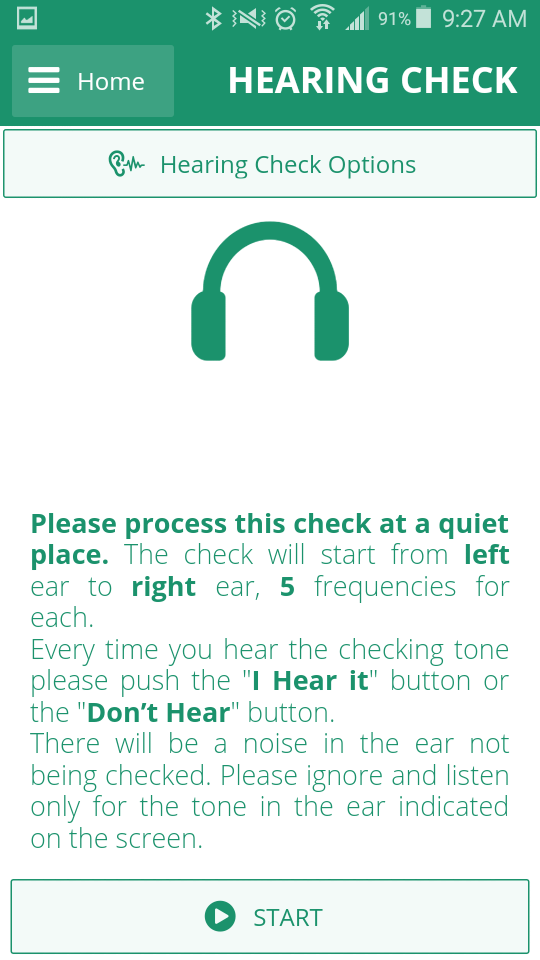 91% 9:27 AM
Home
HEARING CHECK
Hearing Check Options
Please process this check at a quiet
place. The check will start from left
ear to right ear, 5 frequencies for
each.
Every time you hear the checking tone
please push the "I Hear it" button or
the "Don’t Hear" button.
There will be a noise in the ear not
being checked. Please ignore and listen
only for the tone in the ear indicated
on the screen.
START